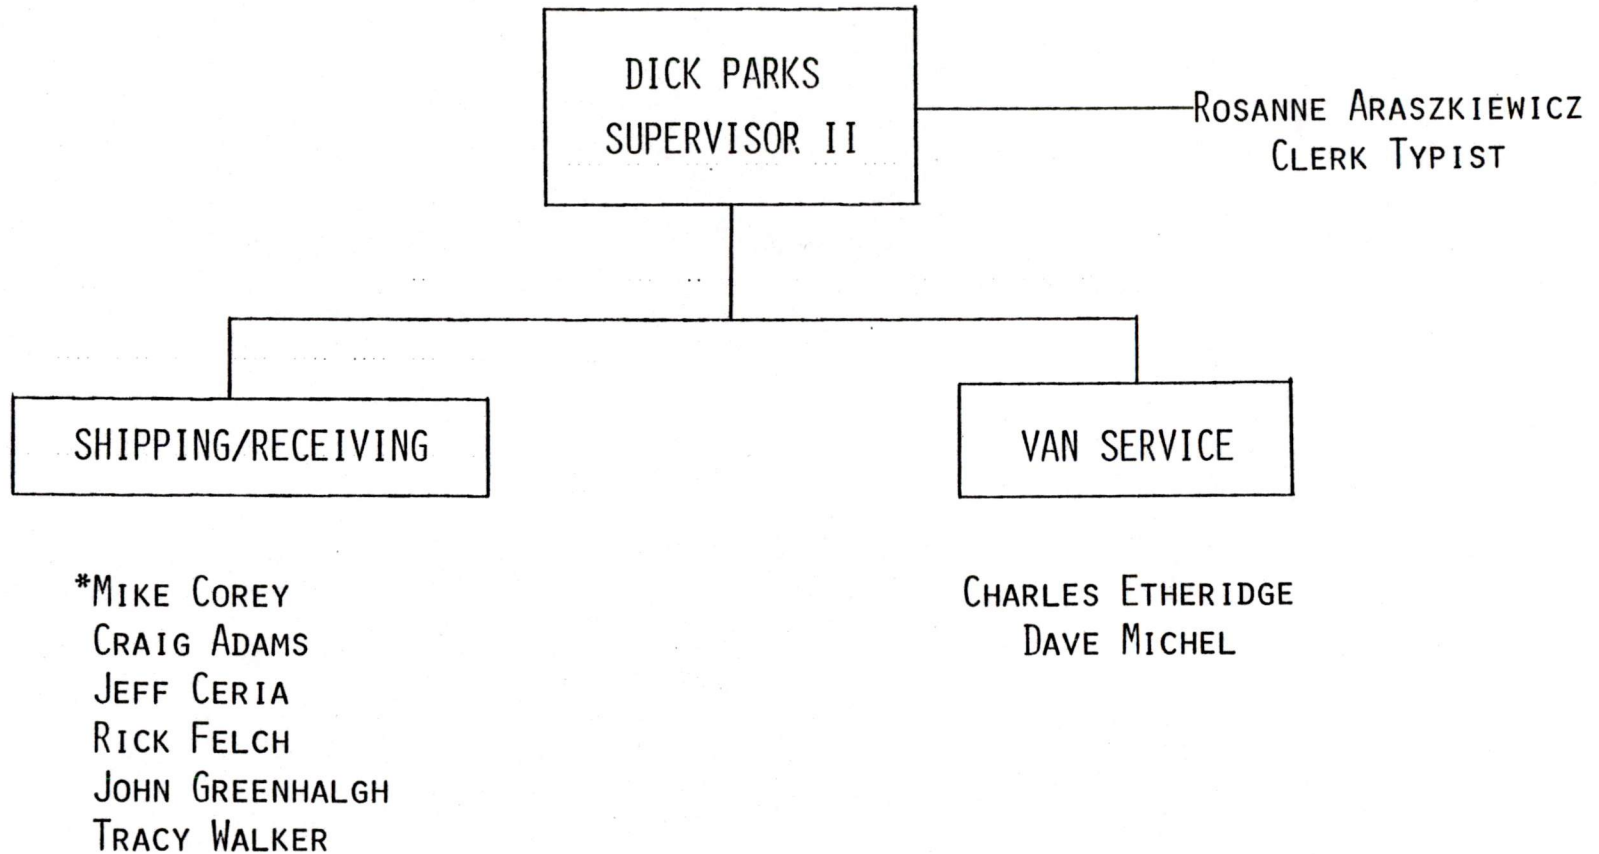 DICK PARKS
SUPERVISOR II
ROSANNE ARASZKIEWICZ
CLERK TYPIST
SHIPPING/RECEIVING
VAN SERVICE
*MIKE COREY
CRAIG ADAMS
JEFF CERIA
RICK FELCH
JOHN GREENHALGH
TRACY WALKER
CHARLES ETHERIDGE
DAVE MICHEL